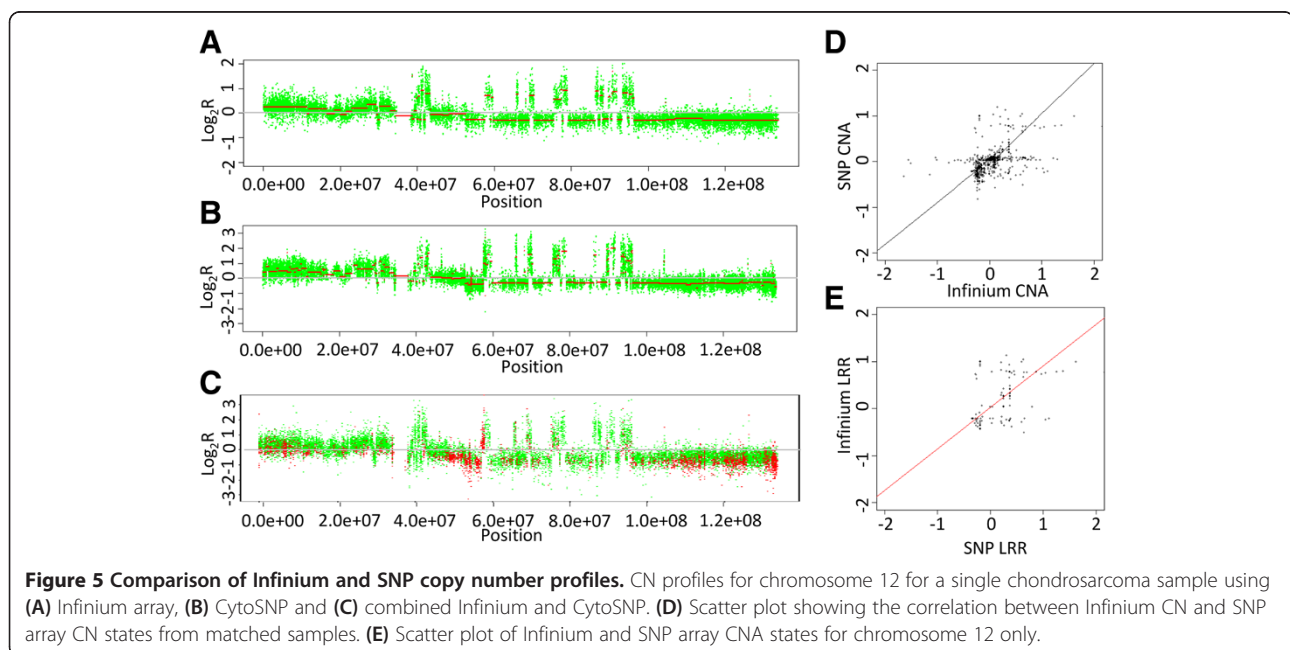 A
2
1
0
-1
-2
Log2R
0.0e+00 2.0e+07 4.0e+07 6.0e+07 8.0e+07 1.0e+08 1.2e+08
Position
B
3
2
1
0
-1
-2
-3
Log2R
0.0e+00 2.0e+07 4.0e+07 6.0e+07 8.0e+07 1.0e+08 1.2e+08
Position
C
3
2
1
0
-1
-2
-3
Log2R
0.0e+00 2.0e+07 4.0e+07 6.0e+07 8.0e+07 1.0e+08 1.2e+08
Position
D
2
1
0
-1
-2
SNP CNA
-2 -1 0 1 2
Infinium CNA
E
2
1
0
-1
-2
Infinium LRR
-2 -1 0 1 2
SNP LRR
Figure 5 Comparison of Infinium and SNP copy number profiles. CN profiles for chromosome 12 for a single chondrosarcoma sample using
(A) Infinium array, (B) CytoSNP and (C) combined Infinium and CytoSNP. (D) Scatter plot showing the correlation between Infinium CN and SNP
array CN states from matched samples. (E) Scatter plot of Infinium and SNP array CNA states for chromosome 12 only.